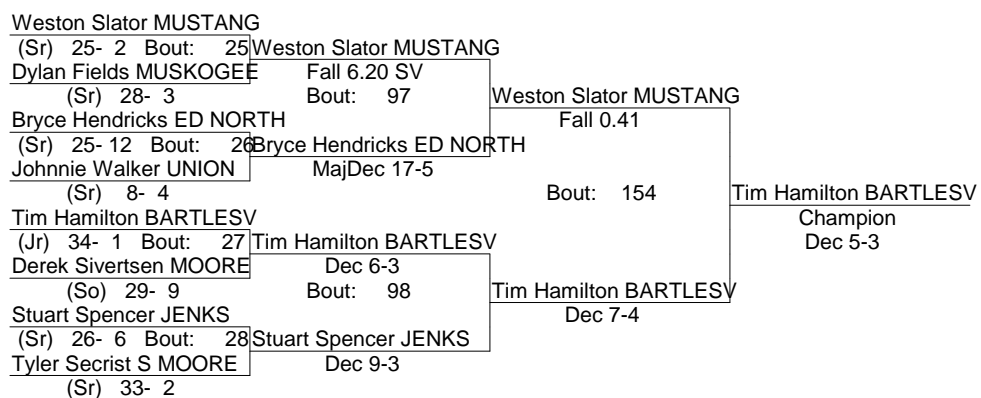 Weston Slator MUSTANG
(Sr) 25- 2 Bout: 25 Weston Slator MUSTANG
Dylan Fields MUSKOGEE Fall 6.20 SV
(Sr) 28- 3 Bout: 97 Weston Slator MUSTANG
Bryce Hendricks ED NORTH Fall 0.41
(Sr) 25- 12 Bout: 26 Bryce Hendricks ED NORTH
Johnnie Walker UNION MajDec 17-5
(Sr) 8- 4 Bout: 154 Tim Hamilton BARTLESV
Tim Hamilton BARTLESV Champion
(Jr) 34- 1 Bout: 27 Tim Hamilton BARTLESV Dec 5-3
Derek Sivertsen MOORE Dec 6-3
(So) 29- 9 Bout: 98 Tim Hamilton BARTLESV
Stuart Spencer JENKS Dec 7-4
(Sr) 26- 6 Bout: 28 Stuart Spencer JENKS
Tyler Secrist S MOORE Dec 9-3
(Sr) 33- 2